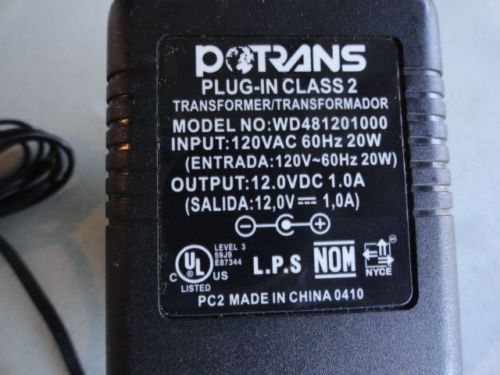 POTRANS
PLUG-IN CLASS 2
TRANSFORMER/TRANSFORMADOR
MODEL NO:WD481201000
INPUT:120VAC 60Hz 20W
(ENTRADA:120V~60Hz 20W)
OUTPUT:12.0VDC 1.0A
(SALIDA:12,0V⎓1,0A)
- +
LEVEL 3
59J9
E87344
C UL US
LISTED
L.P.S
NOM
NYCE
PC2 MADE IN CHINA 0410